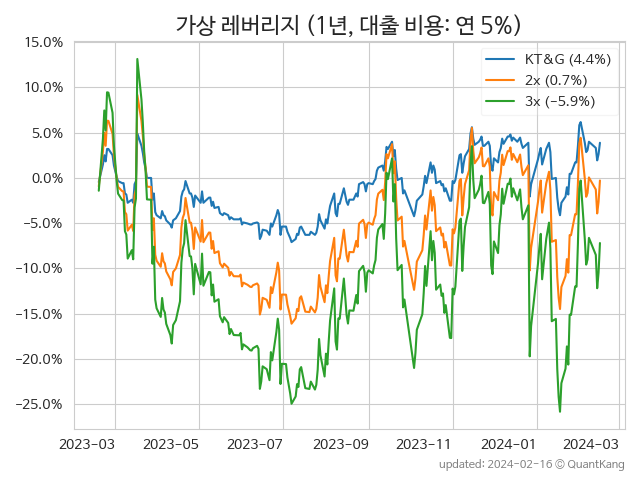 가상 레버리지 (1년, 대출 비용: 연 5%)
15.0%
10.0%
5.0%
0.0%
−5.0%
−10.0%
−15.0%
−20.0%
−25.0%
KT&G (4.4%)
2x (0.7%)
3x (−5.9%)
2023-03 2023-05 2023-07 2023-09 2023-11 2024-01 2024-03
updated: 2024-02-16 © QuantKang